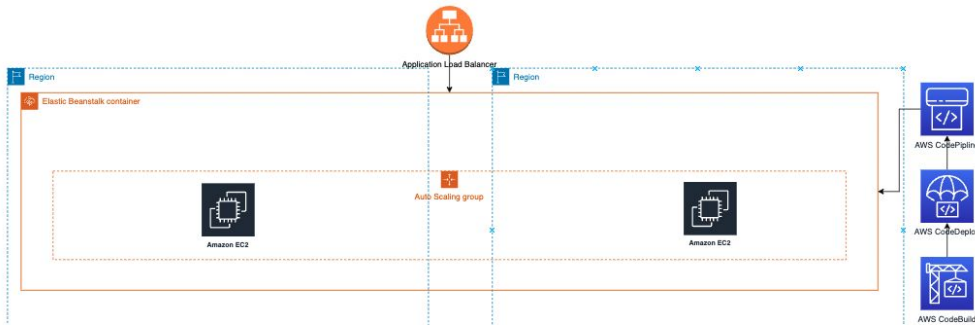 Application Load Balancer
Region
Region
Elastic Beanstalk container
Auto Scaling group
Amazon EC2
Amazon EC2
AWS CodePiplin
AWS CodeDeplo
AWS CodeBuild